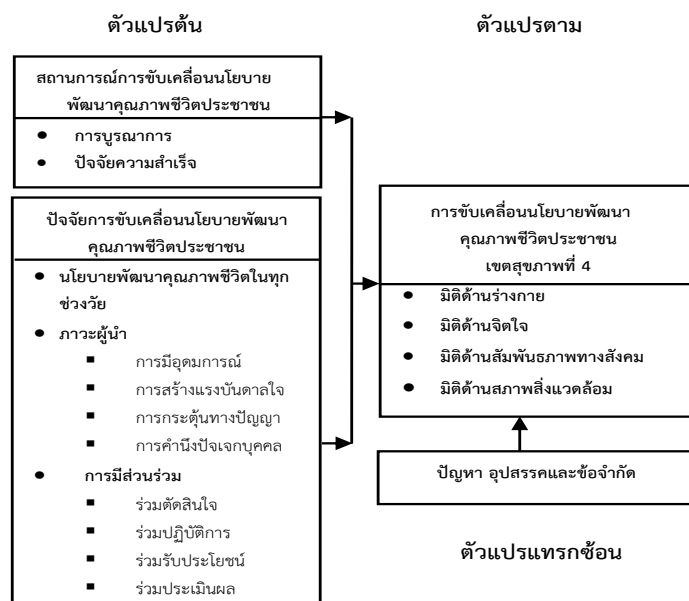 ตัวแปรต้น
ตัวแปรตาม
สถานการณ์การขับเคลื่อนนโยบาย
พัฒนาคุณภาพชีวิตประชาชน
● การบูรณาการ
● ปัจจัยความสำเร็จ
ปัจจัยการขับเคลื่อนนโยบายพัฒนา
คุณภาพชีวิตประชาชน
● นโยบายพัฒนาคุณภาพชีวิตในทุก
ช่วงวัย
● ภาวะผู้นำ
▪ การมีอุดมการณ์
▪ การสร้างแรงบันดาลใจ
▪ การกระตุ้นทางปัญญา
▪ การคำนึงปัจเจกบุคคล
● การมีส่วนร่วม
▪ ร่วมตัดสินใจ
▪ ร่วมปฏิบัติการ
▪ ร่วมรับประโยชน์
▪ ร่วมประเมินผล
การขับเคลื่อนนโยบายพัฒนา
คุณภาพชีวิตประชาชน
เขตสุขภาพที่ 4
● มิติด้านร่างกาย
● มิติด้านจิตใจ
● มิติด้านสัมพันธภาพทางสังคม
● มิติด้านสภาพสิ่งแวดล้อม
ปัญหา อุปสรรคและข้อจำกัด
ตัวแปรแทรกซ้อน